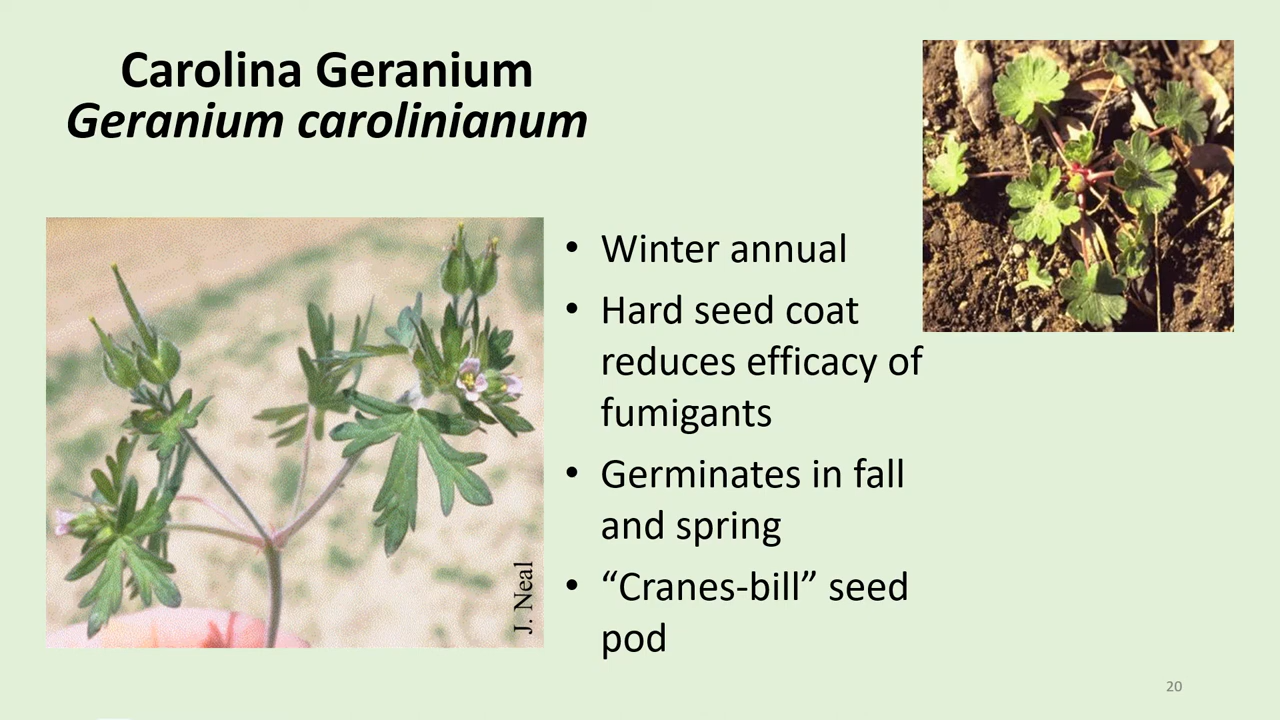 Carolina Geranium
Geranium carolinianum
• Winter annual
• Hard seed coat
reduces efficacy of
fumigants
• Germinates in fall
and spring
• “Cranes-bill” seed
pod
J. Neal
20